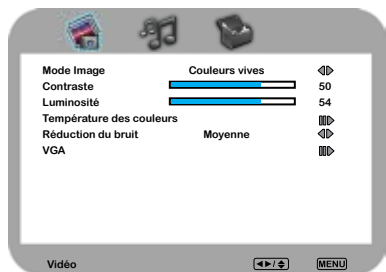 Mode Image Couleurs vives
Contraste 50
Luminosité 54
Température des couleurs
Réduction du bruit Moyenne
VGA
Vidéo MENU